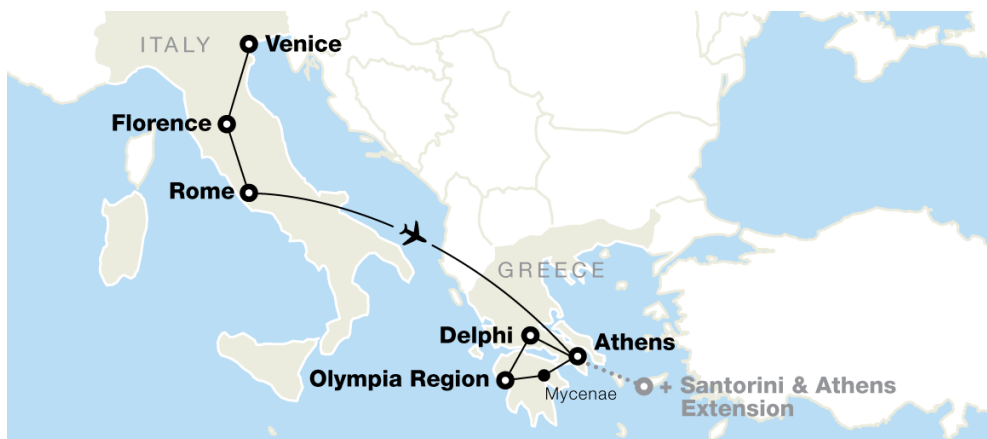 ITALY
Venice
Florence
Rome
GREECE
Delphi
Athens
Olympia Region
Mycenae
+ Santorini & Athens
Extension